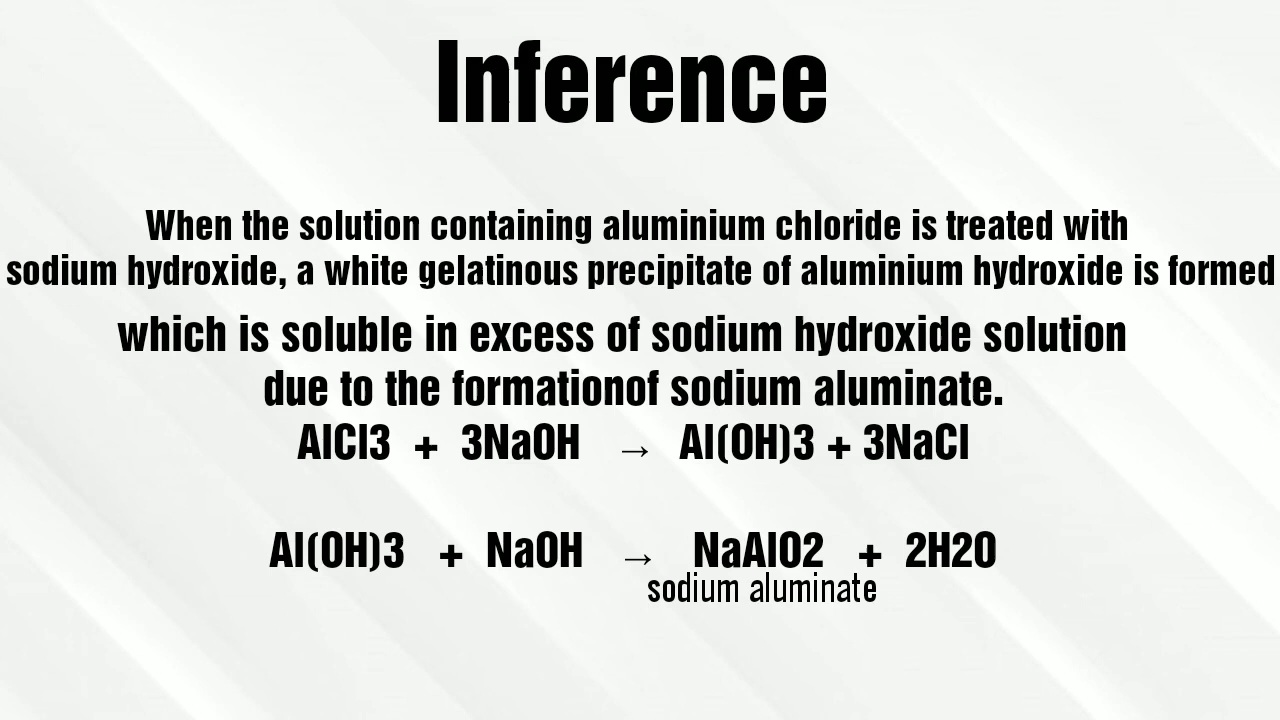 Inference
When the solution containing aluminium chloride is treated with
sodium hydroxide, a white gelatinous precipitate of aluminium hydroxide is formed
which is soluble in excess of sodium hydroxide solution
due to the formationof sodium aluminate.
AlCl3 + 3NaOH → Al(OH)3 + 3NaCl
Al(OH)3 + NaOH → NaAlO2 + 2H2O
sodium aluminate